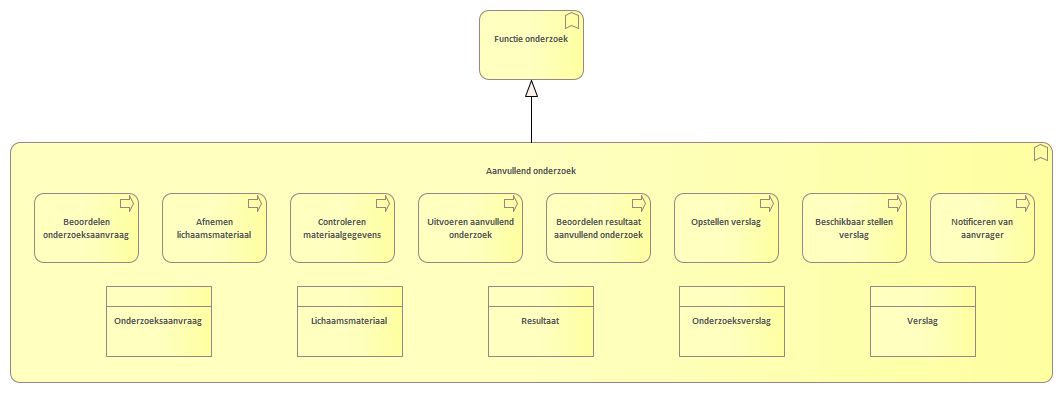 Functie onderzoek
Aanvullend onderzoek
Beoordelen
onderzoeksaanvraag
Afnemen
lichaamsmateriaal
Controleren
materiaalgegevens
Uitvoeren aanvullend
onderzoek
Beoordelen resultaat
aanvullend onderzoek
Opstellen verslag
Beschikbaar stellen
verslag
Notificeren van
aanvrager
Onderzoeksaanvraag
Lichaamsmateriaal
Resultaat
Onderzoeksverslag
Verslag